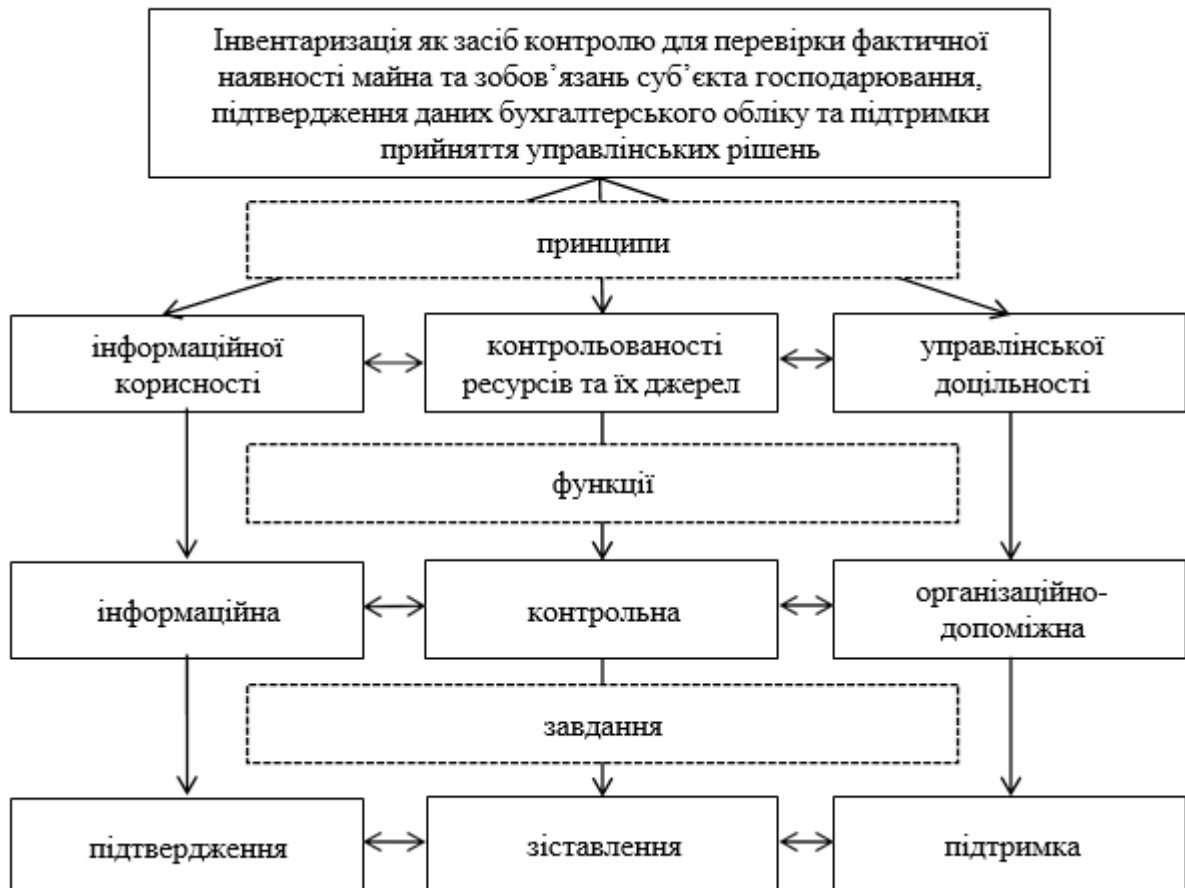 Інвентаризація як засіб контролю для перевірки фактичної
наявності майна та зобов’язань суб’єкта господарювання,
підтвердження даних бухгалтерського обліку та підтримки
прийняття управлінських рішень
принципи
інформаційної
корисності
контрольованості
ресурсів та їх джерел
управлінської
доцільності
функції
інформаційна
контрольна
організаційно-
допоміжна
завдання
підтвердження
зіставлення
підтримка